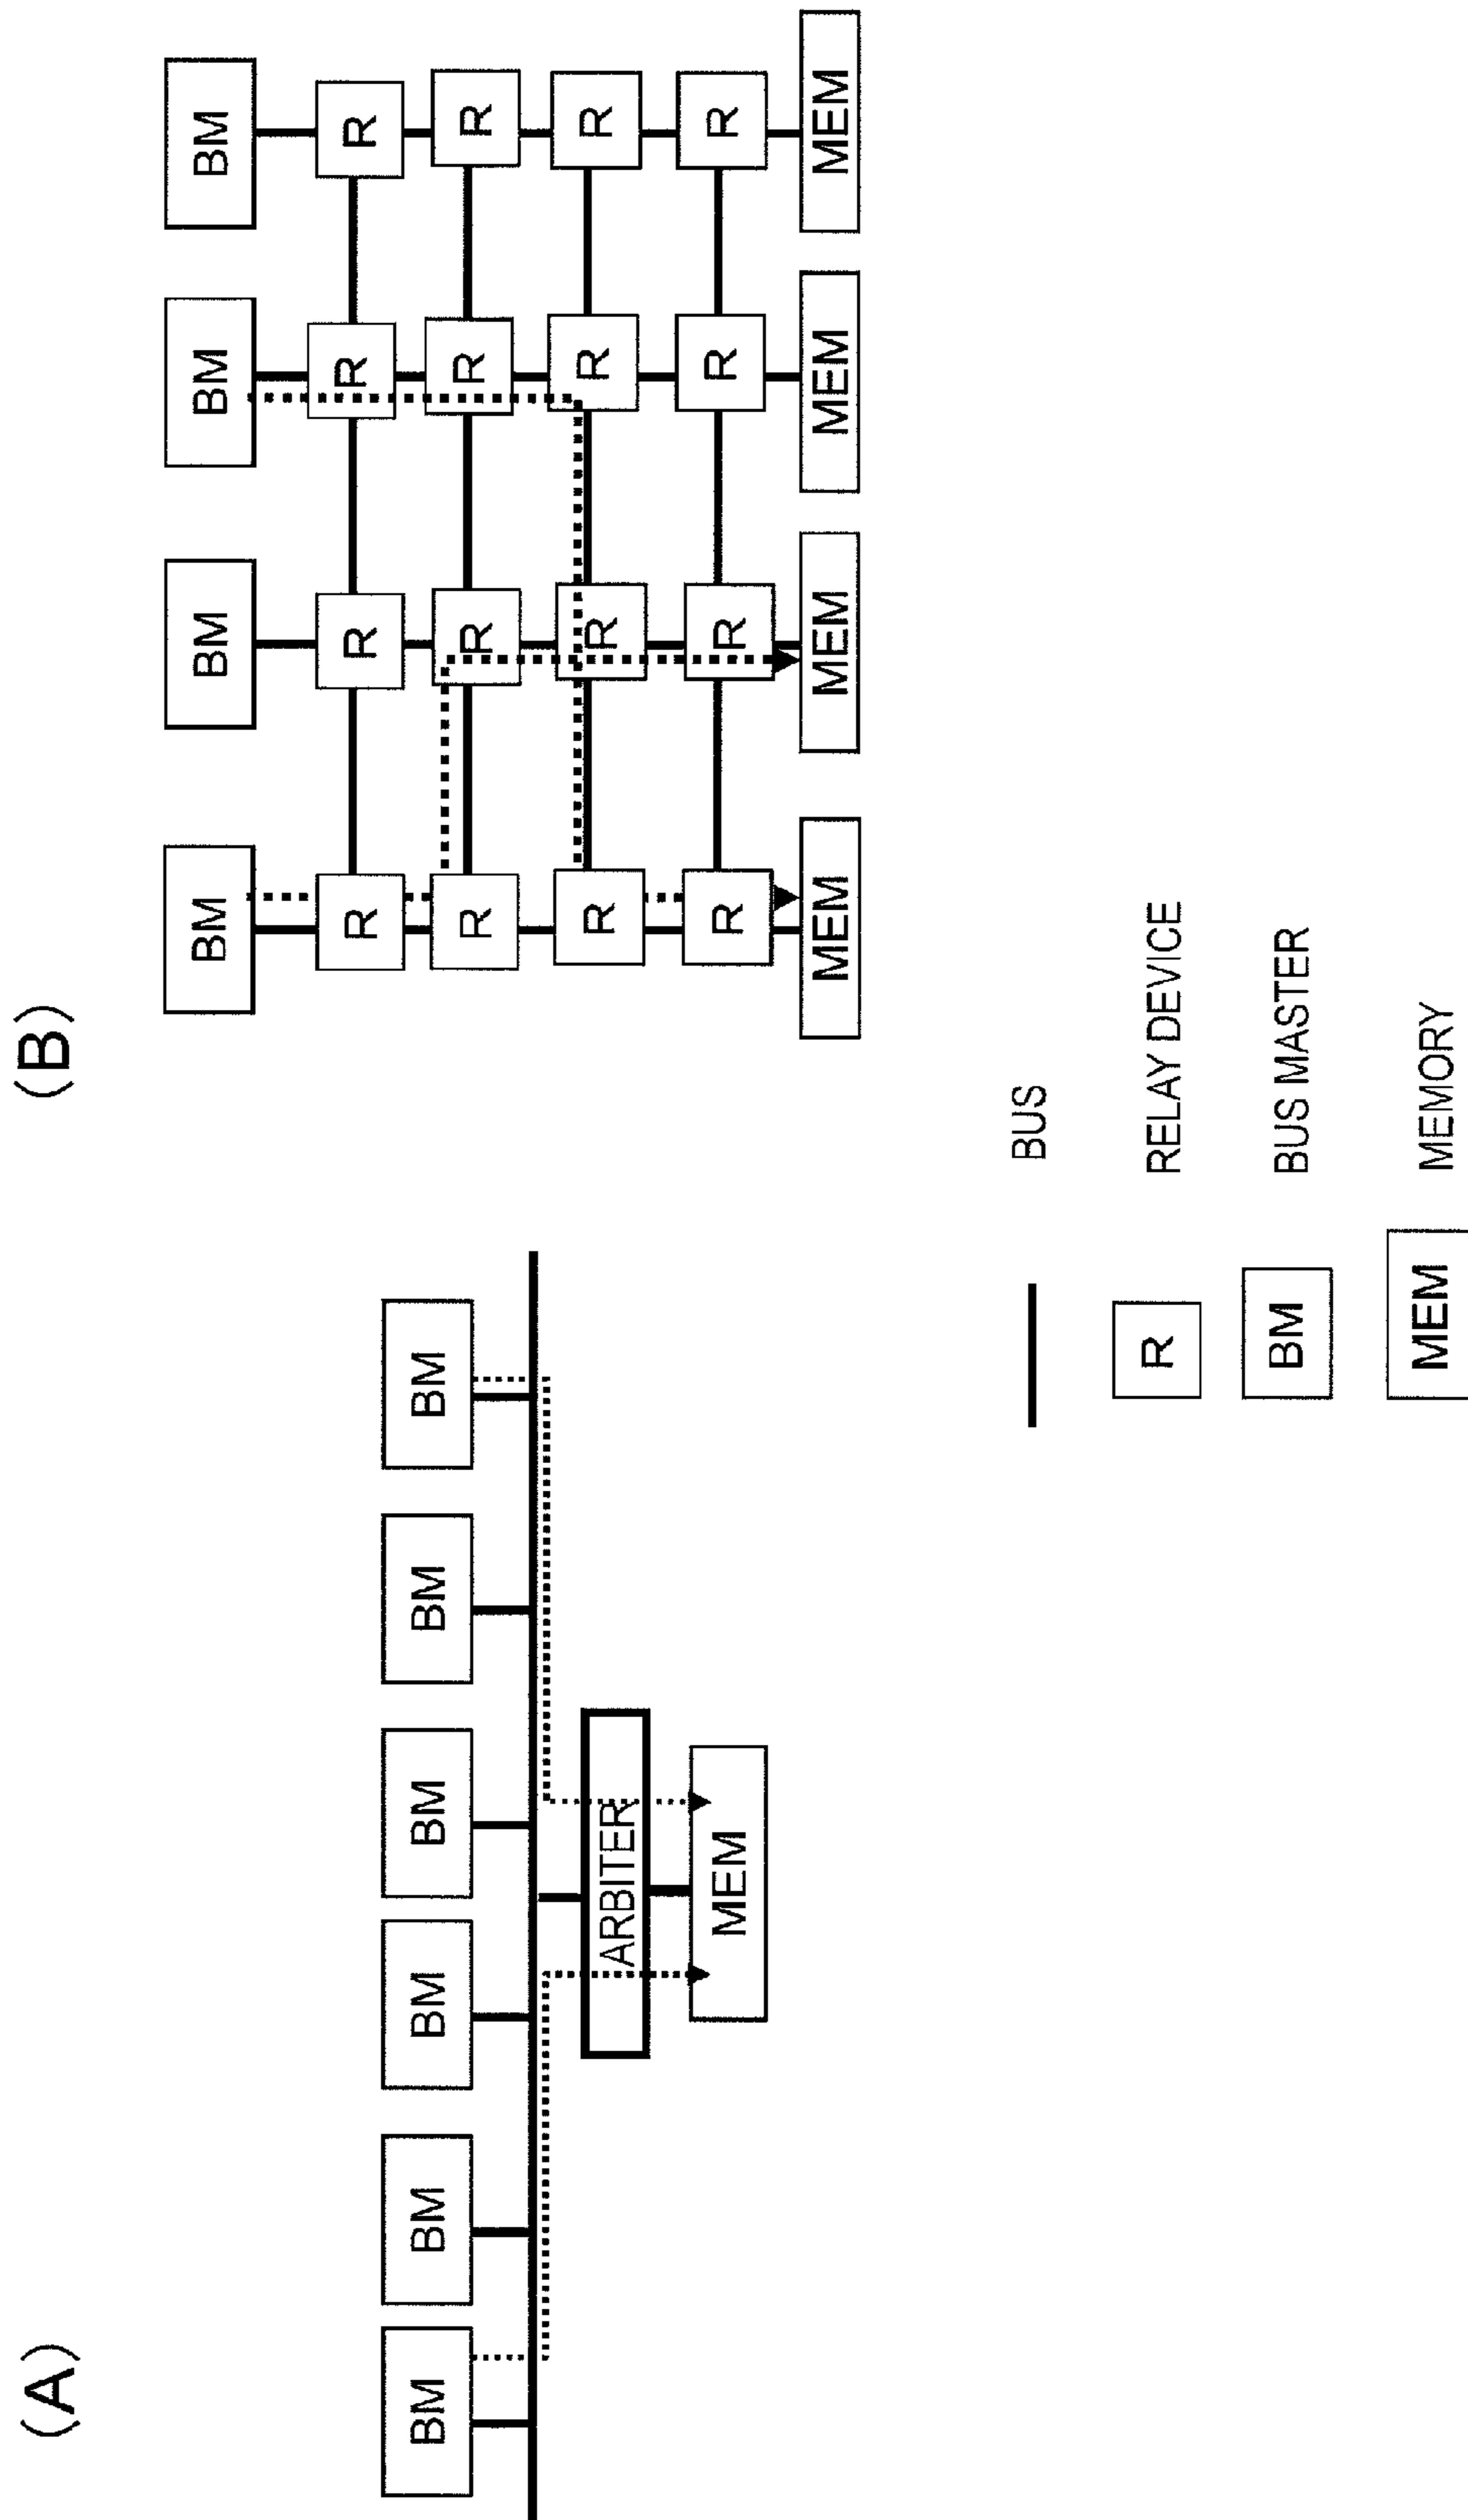 (A)
BM BM BM BM BM BM
ARBITER
MEM
(B)
BM BM BM BM
R R R R
R R R R
R R R R
R R R R
MEM MEM MEM MEM
BUS
R RELAY DEVICE
BM BUS MASTER
MEM MEMORY